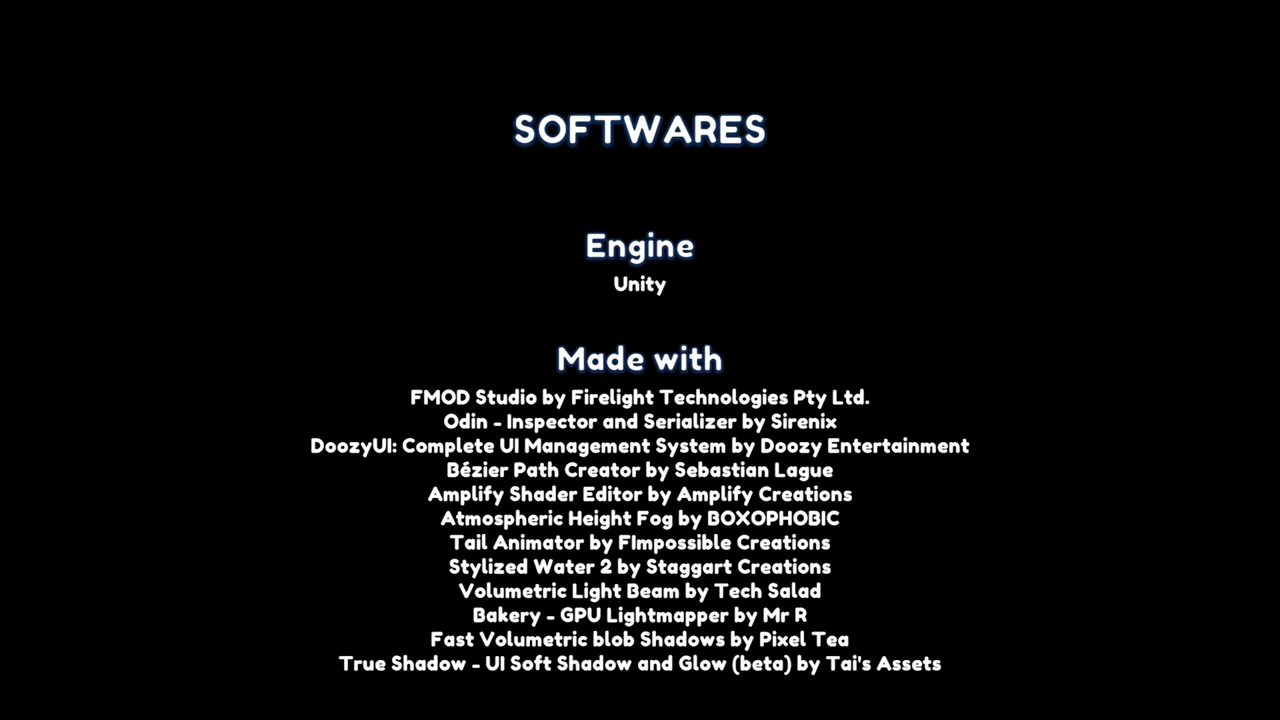 SOFTWARES
Engine
Unity
Made with
FMOD Studio by Firelight Technologies Pty Ltd.
Odin - Inspector and Serializer by Sirenix
DoozyUI: Complete UI Management System by Doozy Entertainment
Bézier Path Creator by Sebastian Lague
Amplify Shader Editor by Amplify Creations
Atmospheric Height Fog by BOXOPHOBIC
Tail Animator by FImpossible Creations
Stylized Water 2 by Staggart Creations
Volumetric Light Beam by Tech Salad
Bakery - GPU Lightmapper by Mr R
Fast Volumetric blob Shadows by Pixel Tea
True Shadow - UI Soft Shadow and Glow (beta) by Tai's Assets